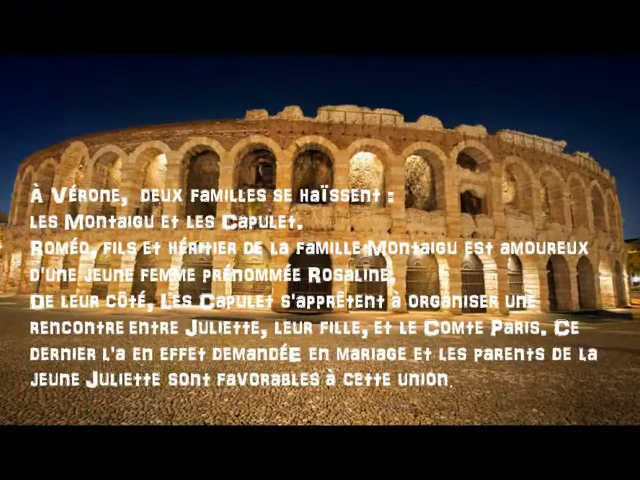 À Vérone, deux familles se haïssent :
les Montaigu et les Capulet.
Roméo, fils et héritier de la famille Montaigu est amoureux
d'une jeune femme prénommée Rosaline.
De leur côté, Les Capulet s'apprêtent à organiser une
rencontre entre Juliette, leur fille, et le Comte Paris. Ce
dernier l'a en effet demandée en mariage et les parents de la
jeune Juliette sont favorables à cette union.